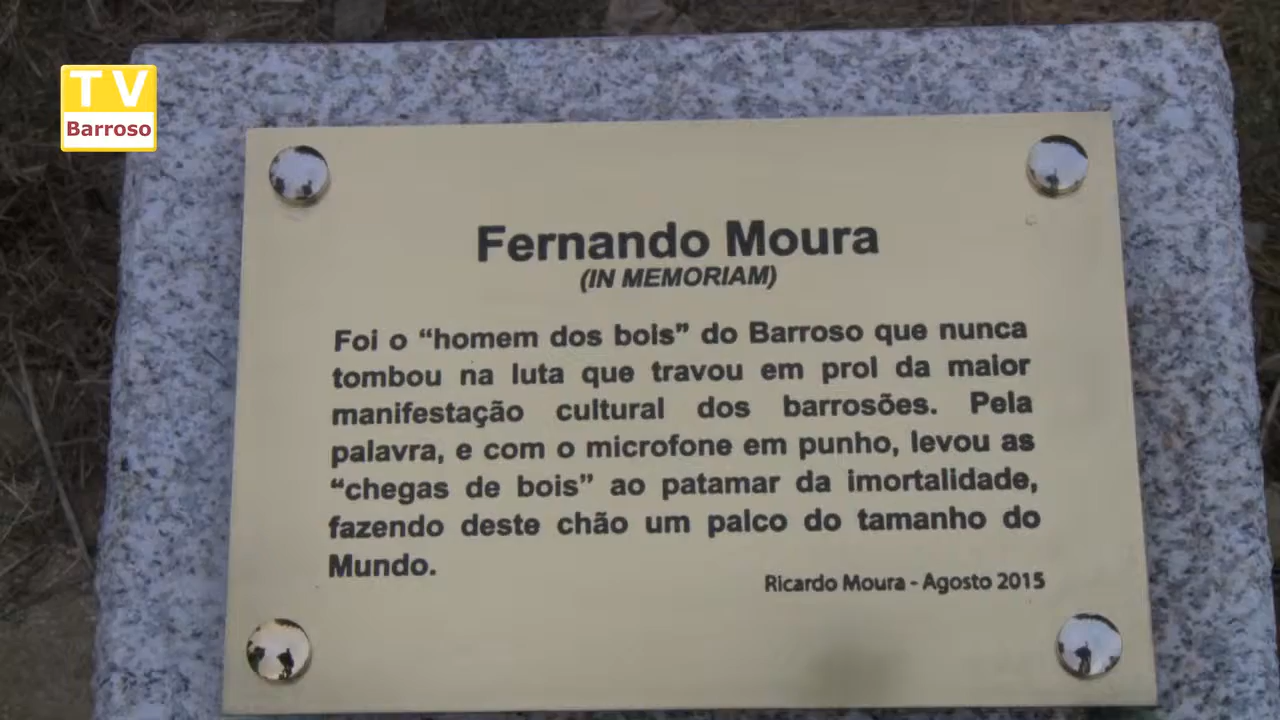 TV
Barroso
Fernando Moura
(IN MEMORIAM)
Foi o “homem dos bois” do Barroso que nunca
tombou na luta que travou em prol da maior
manifestação cultural dos barrosões. Pela
palavra, e com o microfone em punho, levou as
“chegas de bois” ao patamar da imortalidade,
fazendo deste chão um palco do tamanho do
Mundo.
Ricardo Moura - Agosto 2015